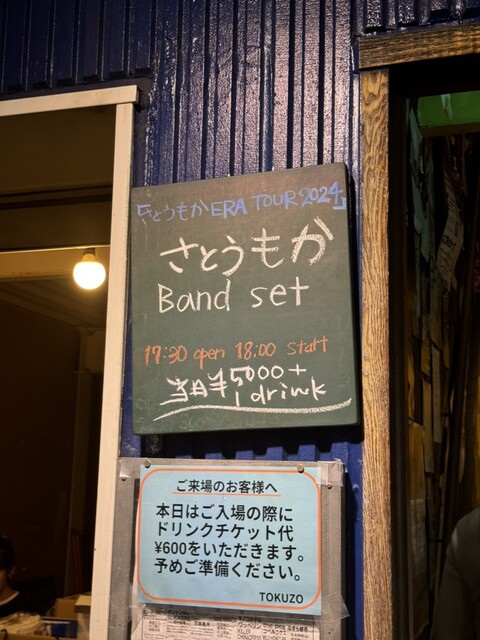 「さとうもか ERA TOUR 2024」
さとうもか
Band set
17:30 open 18:00 start
当日¥5000+
1drink
ご来場のお客様へ
本日はご入場の際に
ドリンクチケット代
¥600をいただきます。
予めご準備ください。
TOKUZO